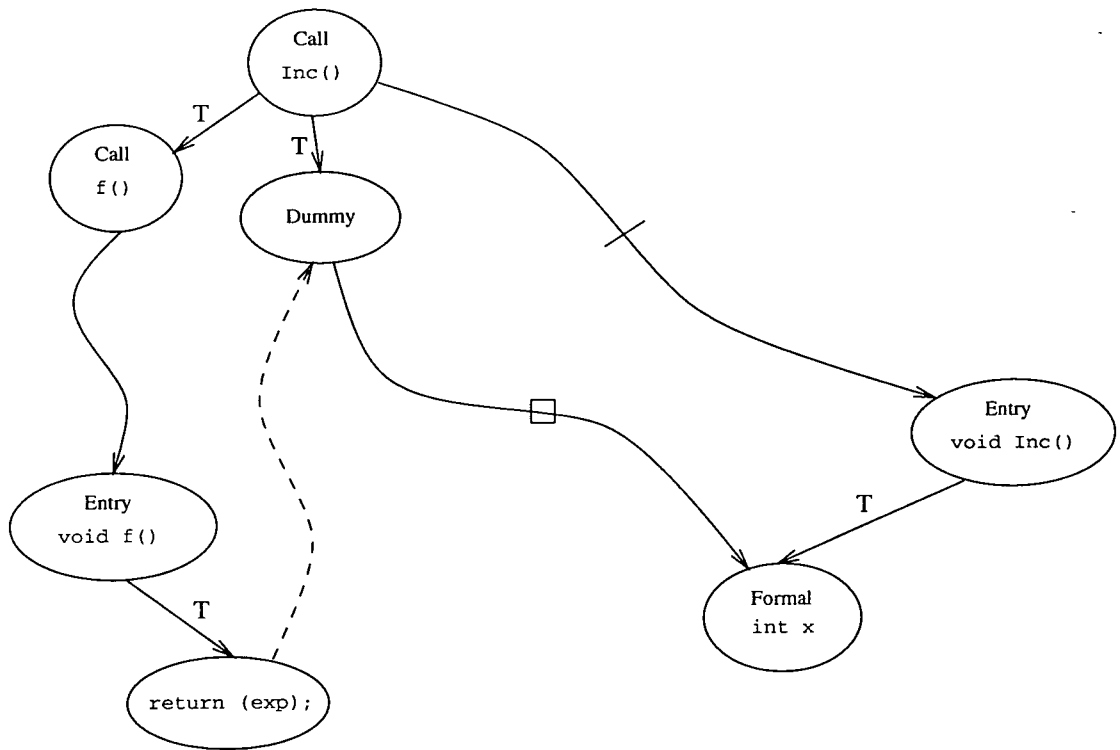 Call
Inc()
T
T
Call
f()
Dummy
Entry
void Inc()
T
Entry
void f()
T
Formal
int x
return (exp);